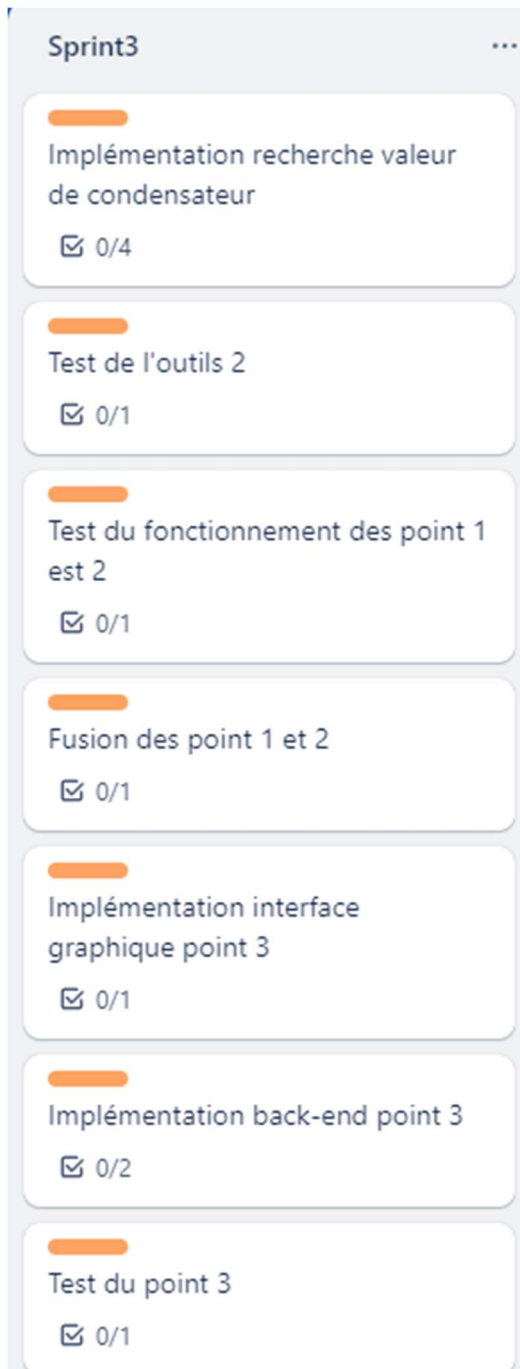 Sprint3 ...
Implémentation recherche valeur
de condensateur
0/4
Test de l'outils 2
0/1
Test du fonctionnement des point 1
est 2
0/1
Fusion des point 1 et 2
0/1
Implémentation interface
graphique point 3
0/1
Implémentation back-end point 3
0/2
Test du point 3
0/1